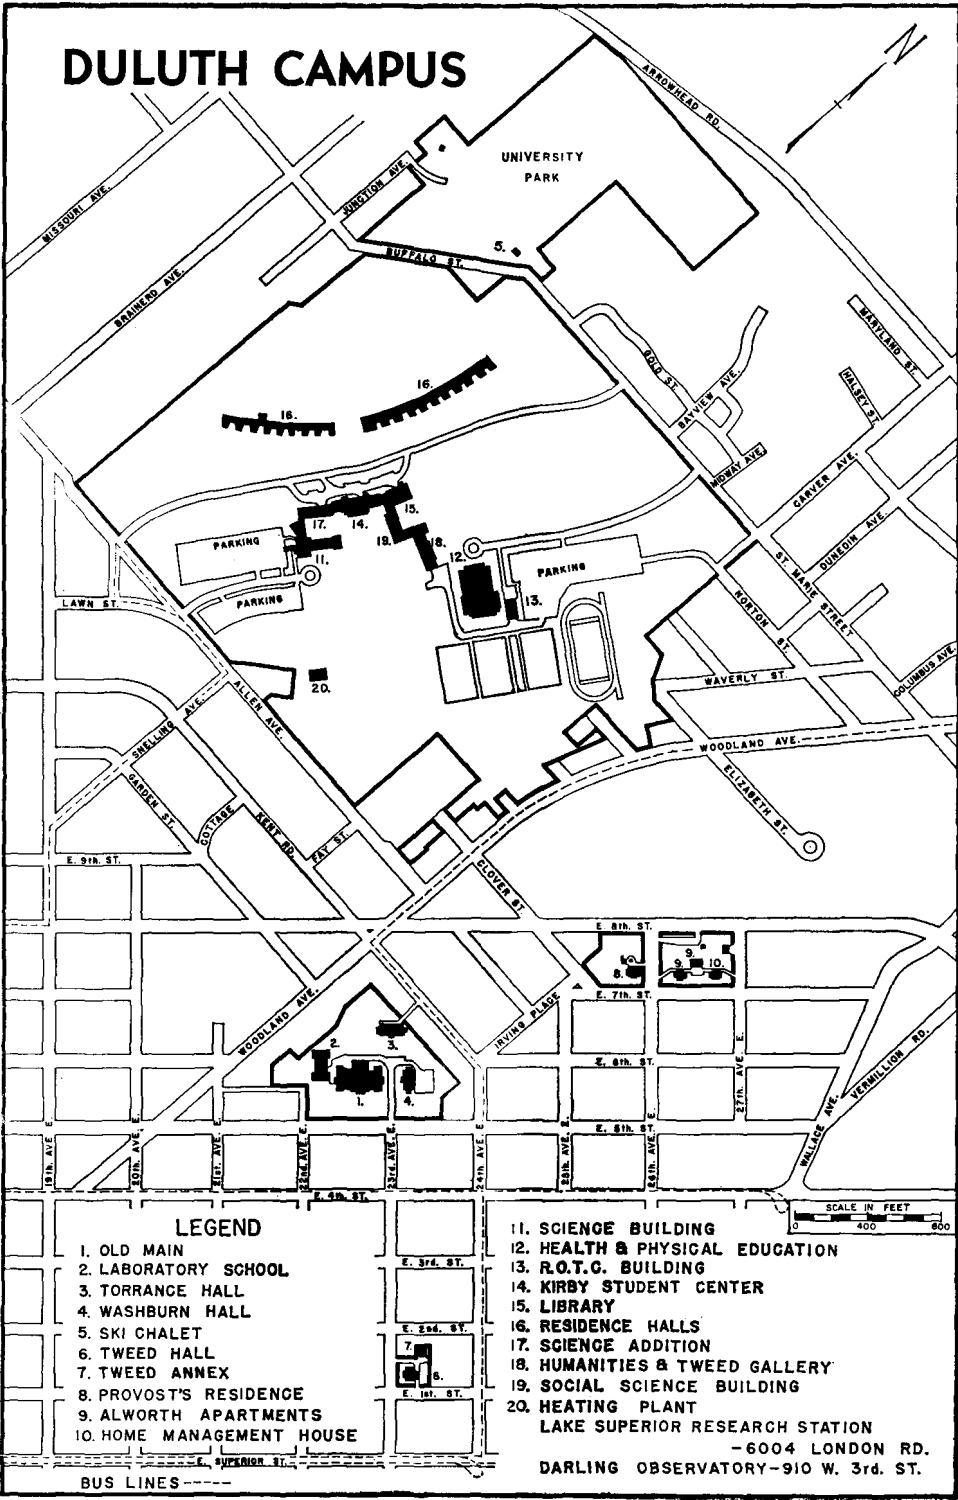 DULUTH CAMPUS
N
ARROWHEAD RD.
UNIVERSITY
PARK
MISSOURI AVE.
JUNCTION AVE.
BUFFALO ST.
5.
BRAINERD AVE.
MARYLAND ST.
GOLD ST.
HALSEY ST.
BAYVIEW AVE.
16.
16.
MIDWAY AVE.
CARVER AVE.
15.
17.
14.
19.
18.
PARKING
11.
12.
PARKING
DUNEDIN AVE.
ST. MARIE STREET
LAWN ST.
PARKING
13.
NORTON ST.
20.
WAVERLY ST.
COLUMBUS AVE.
ALLEN AVE.
SNELLING AVE.
WOODLAND AVE.
GARDEN ST.
ELIZABETH ST.
COTTAGE
KENT RD.
FAY ST.
E. 9th. ST.
CLOVER ST
E. 8th. ST.
8.
9.
9.
10.
E. 7th. ST.
WOODLAND AVE.
IRVING PLACE
2.
3.
1.
4.
E. 6th. ST.
27th. AVE. E.
VERMILLION RD.
WALLACE AVE.
E. 5th. ST.
19th. AVE E.
20th. AVE. E.
21st. AVE. E.
22nd. AVE. E.
23rd. AVE. E.
24th. AVE E.
25th. AVE. E.
26th. AVE. E.
E. 4th. ST.
SCALE IN FEET
0 400 800
LEGEND
1. OLD MAIN
2. LABORATORY SCHOOL
3. TORRANCE HALL
4. WASHBURN HALL
5. SKI CHALET
6. TWEED HALL
7. TWEED ANNEX
8. PROVOST'S RESIDENCE
9. ALWORTH APARTMENTS
10. HOME MANAGEMENT HOUSE
E. 3rd. ST.
E. 2nd. ST.
7.
6.
E. 1st. ST.
E. SUPERIOR ST.
BUS LINES-----
11. SCIENCE BUILDING
12. HEALTH & PHYSICAL EDUCATION
13. R.O.T.C. BUILDING
14. KIRBY STUDENT CENTER
15. LIBRARY
16. RESIDENCE HALLS
17. SCIENCE ADDITION
18. HUMANITIES & TWEED GALLERY
19. SOCIAL SCIENCE BUILDING
20. HEATING PLANT
LAKE SUPERIOR RESEARCH STATION
-6004 LONDON RD.
DARLING OBSERVATORY-910 W. 3rd. ST.